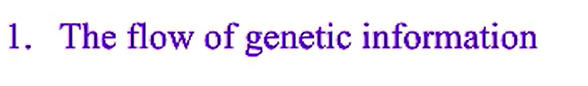 1. The flow of genetic information